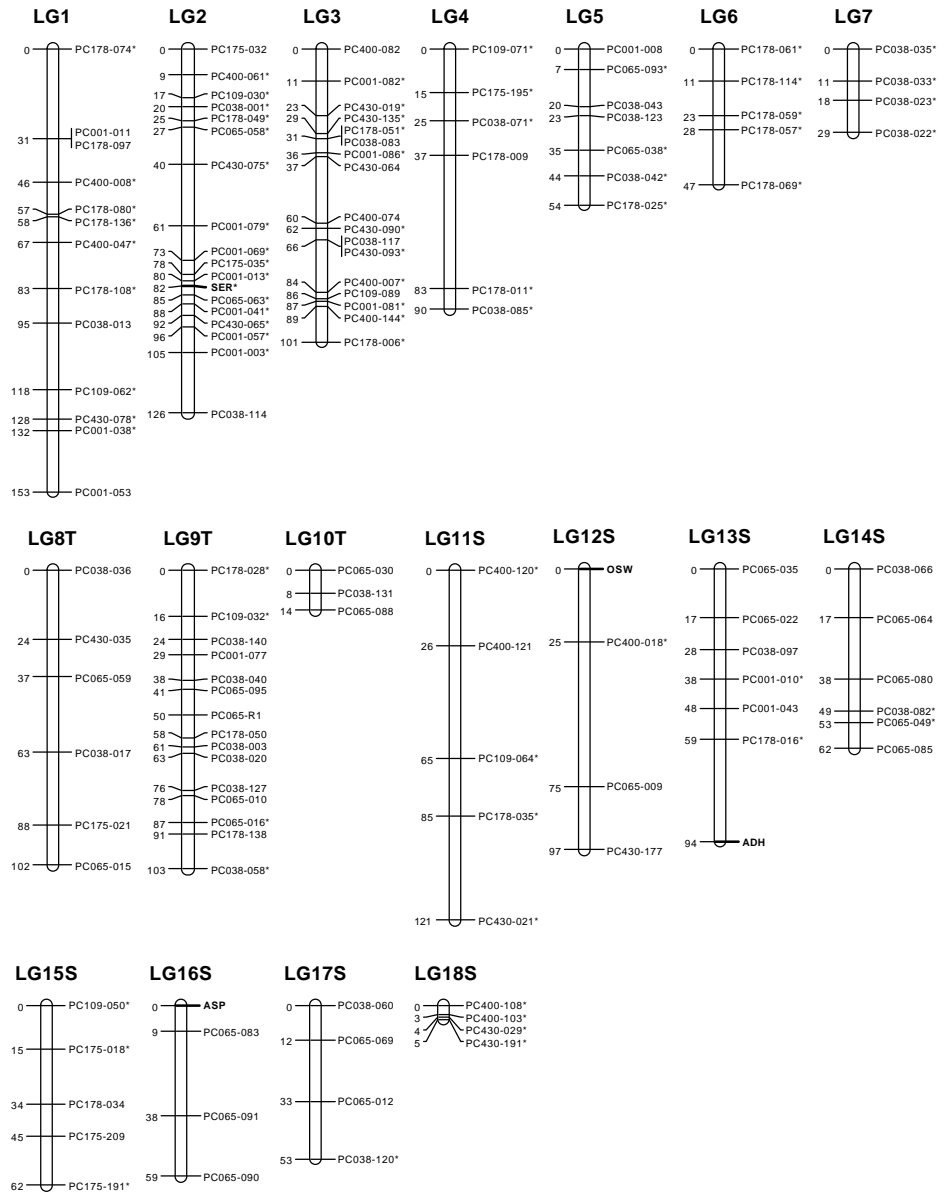 LG1
0 PC178-074*
31 PC001-011
PC178-097
46 PC400-008*
57 PC178-080*
58 PC178-136*
67 PC400-047*
83 PC178-108*
95 PC038-013
118 PC109-062*
128 PC430-078*
132 PC001-038*
153 PC001-053
LG2
0 PC175-032
9 PC400-061*
17 PC109-030*
20 PC038-001*
25 PC178-049*
27 PC065-058*
40 PC430-075*
61 PC001-079*
73 PC001-069*
78 PC175-035*
80 PC001-013*
82 SER*
85 PC065-063*
88 PC001-041*
92 PC430-065*
96 PC001-057*
105 PC001-003*
126 PC038-114
LG3
0 PC400-082
11 PC001-082*
23 PC430-019*
29 PC430-135*
31 PC178-051*
PC038-083
36 PC001-086*
37 PC430-064
60 PC400-074
62 PC430-090*
66 PC038-117
PC430-093*
84 PC400-007*
86 PC109-089
87 PC001-081*
89 PC400-144*
101 PC178-006*
LG4
0 PC109-071*
15 PC175-195*
25 PC038-071*
37 PC178-009
83 PC178-011*
90 PC038-085*
LG5
0 PC001-008
7 PC065-093*
20 PC038-043
23 PC038-123
35 PC065-038*
44 PC038-042*
54 PC178-025*
LG6
0 PC178-061*
11 PC178-114*
23 PC178-059*
28 PC178-057*
47 PC178-069*
LG7
0 PC038-035*
11 PC038-033*
18 PC038-023*
29 PC038-022*
LG8T
0 PC038-036
24 PC430-035
37 PC065-059
63 PC038-017
88 PC175-021
102 PC065-015
LG9T
0 PC178-028*
16 PC109-032*
24 PC038-140
29 PC001-077
38 PC038-040
41 PC065-095
50 PC065-R1
58 PC178-050
61 PC038-003
63 PC038-020
76 PC038-127
78 PC065-010
87 PC065-016*
91 PC178-138
103 PC038-058*
LG10T
0 PC065-030
8 PC038-131
14 PC065-088
LG11S
0 PC400-120*
26 PC400-121
65 PC109-064*
85 PC178-035*
121 PC430-021*
LG12S
0 OSW
25 PC400-018*
75 PC065-009
97 PC430-177
LG13S
0 PC065-035
17 PC065-022
28 PC038-097
38 PC001-010*
48 PC001-043
59 PC178-016*
94 ADH
LG14S
0 PC038-066
17 PC065-064
38 PC065-080
49 PC038-082*
53 PC065-049*
62 PC065-085
LG15S
0 PC109-050*
15 PC175-018*
34 PC178-034
45 PC175-209
62 PC175-191*
LG16S
0 ASP
9 PC065-083
38 PC065-091
59 PC065-090
LG17S
0 PC038-060
12 PC065-069
33 PC065-012
53 PC038-120*
LG18S
0 PC400-108*
3 PC400-103*
4 PC430-029*
5 PC430-191*